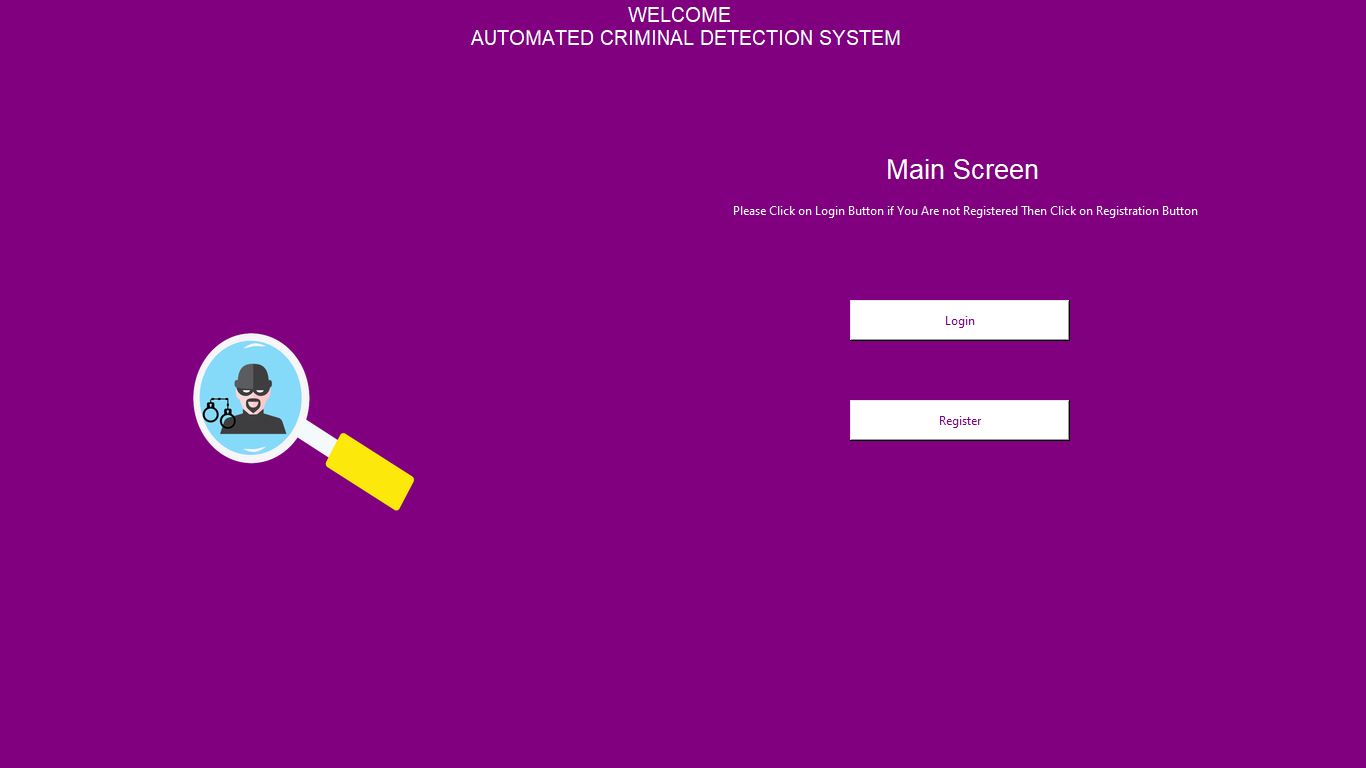 WELCOME
AUTOMATED CRIMINAL DETECTION SYSTEM
Main Screen
Please Click on Login Button if You Are not Registered Then Click on Registration Button
Login
Register